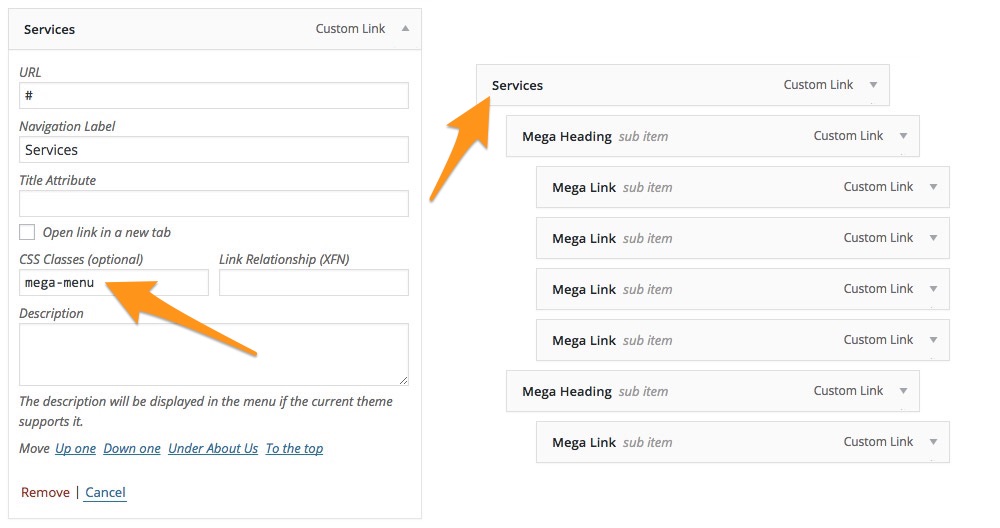 Services Custom Link
URL
#
Navigation Label
Services
Title Attribute
Open link in a new tab
CSS Classes (optional) Link Relationship (XFN)
mega-menu
Description
The description will be displayed in the menu if the current theme
supports it.
Move Up one Down one Under About Us To the top
Remove | Cancel
Services Custom Link
Mega Heading sub item Custom Link
Mega Link sub item Custom Link
Mega Link sub item Custom Link
Mega Link sub item Custom Link
Mega Link sub item Custom Link
Mega Heading sub item Custom Link
Mega Link sub item Custom Link